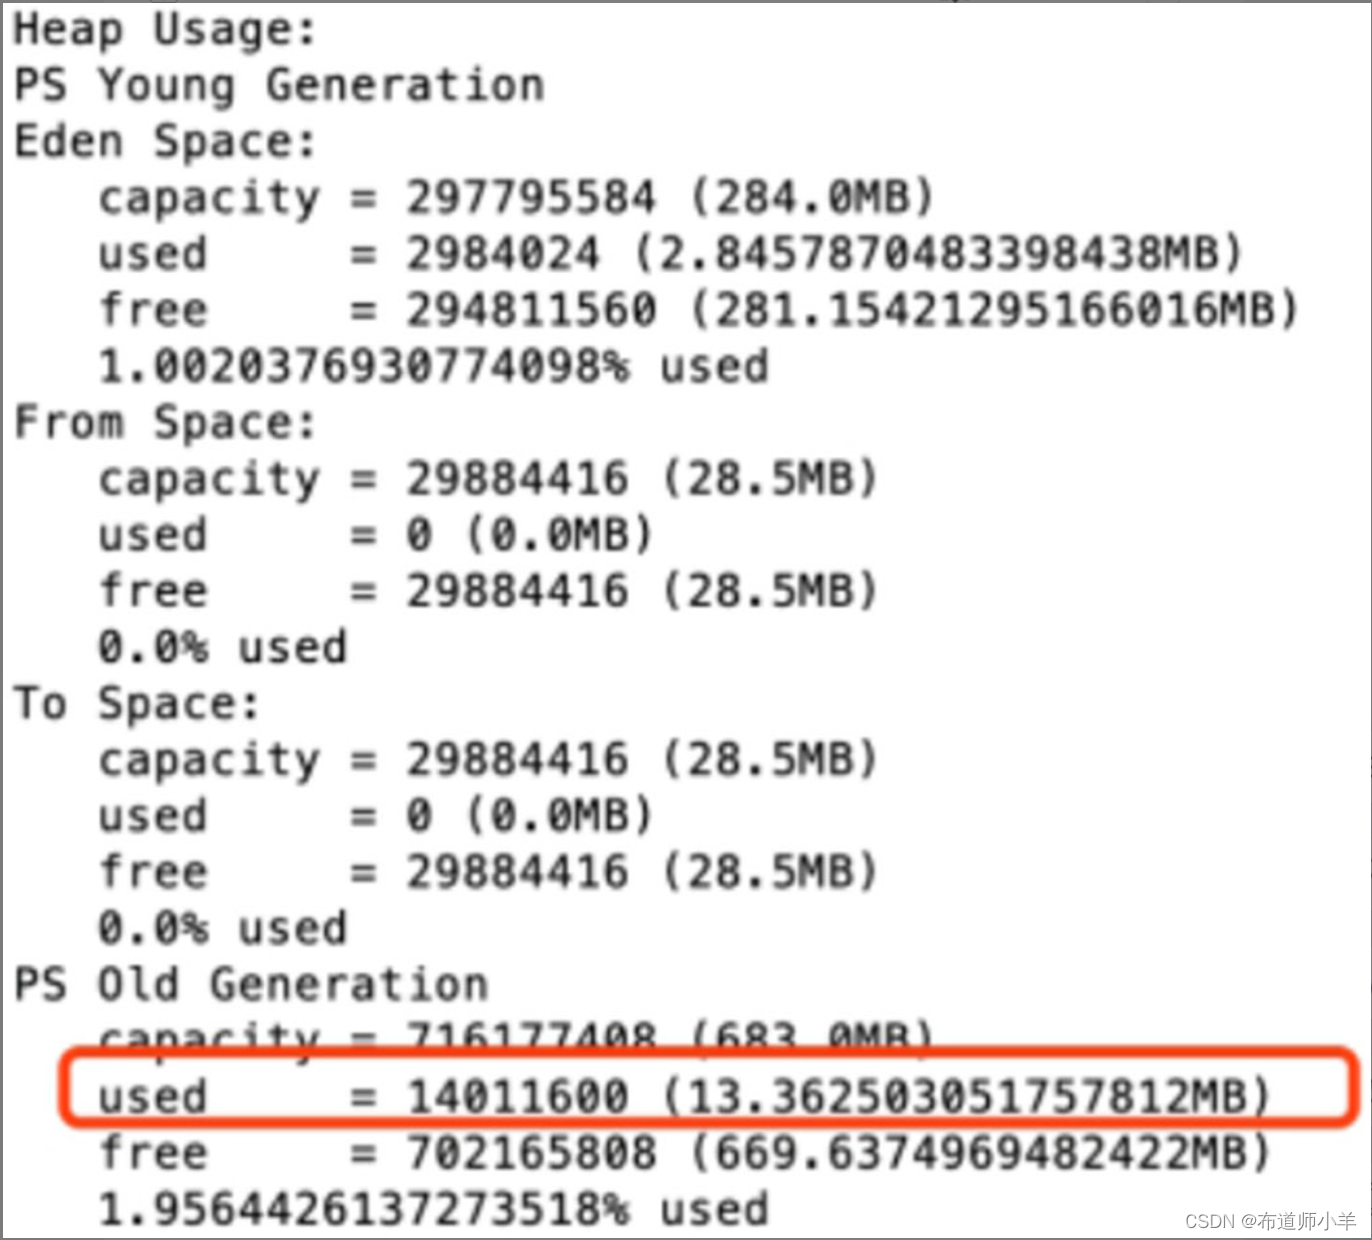 Heap Usage:
PS Young Generation
Eden Space:
   capacity = 297795584 (284.0MB)
   used     = 2984024 (2.8457870483398438MB)
   free     = 294811560 (281.15421295166016MB)
   1.0020376930774098% used
From Space:
   capacity = 29884416 (28.5MB)
   used     = 0 (0.0MB)
   free     = 29884416 (28.5MB)
   0.0% used
To Space:
   capacity = 29884416 (28.5MB)
   used     = 0 (0.0MB)
   free     = 29884416 (28.5MB)
   0.0% used
PS Old Generation
   capacity = 716177408 (683.0MB)
   used     = 14011600 (13.362503051757812MB)
   free     = 702165808 (669.6374969482422MB)
   1.9564426137273518% used
CSDN @布道师小羊